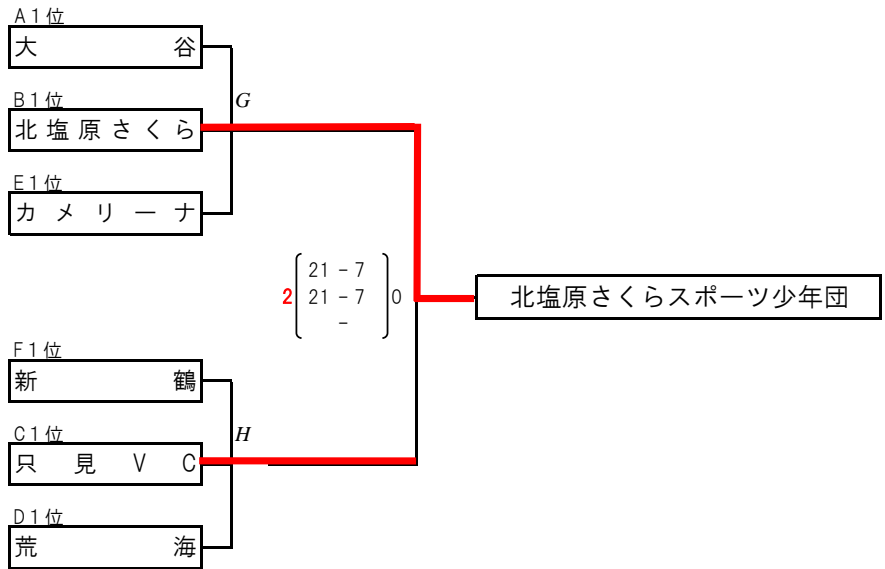 A1位
大谷
B1位
G
北塩原さくら
E1位
カメリーナ
21 - 7
2 21 - 7 0
-
北塩原さくらスポーツ少年団
F1位
新鶴
C1位
H
只見VC
D1位
荒海